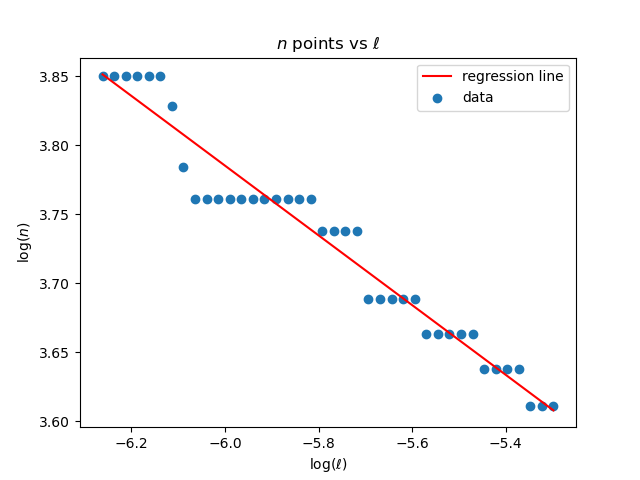 n points vs ℓ
regression line
data
3.85
3.80
3.75
3.70
3.65
3.60
log(n)
−6.2
−6.0
−5.8
−5.6
−5.4
log(ℓ)